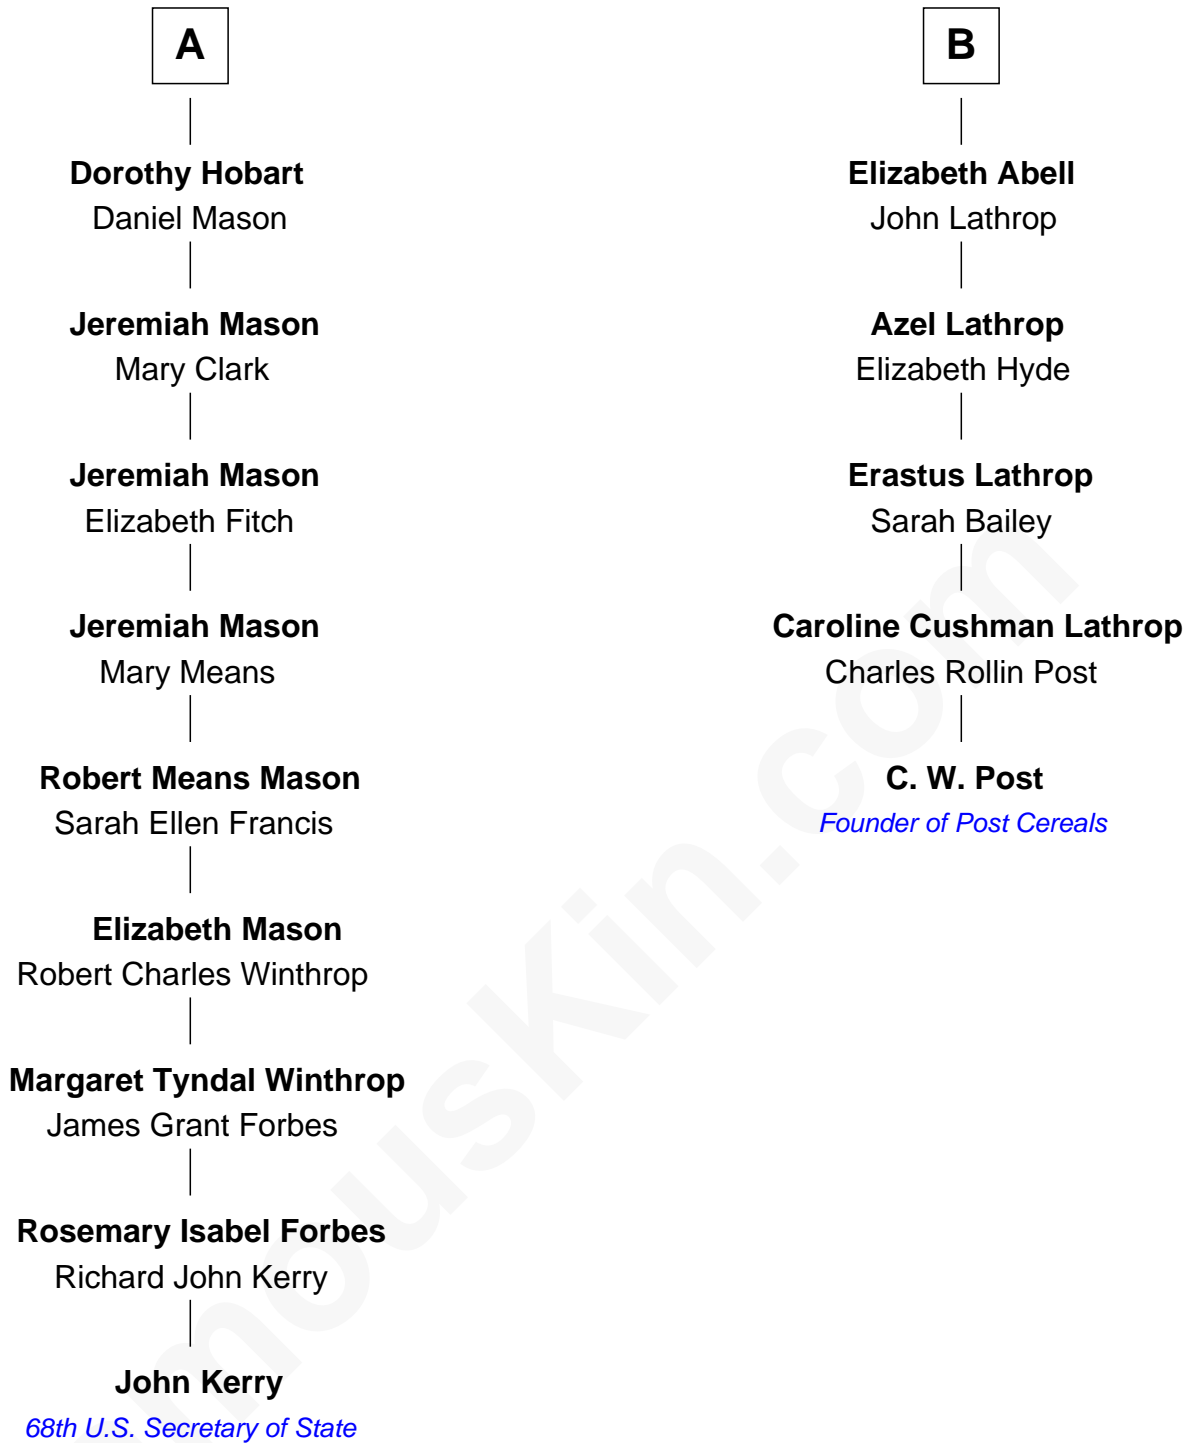 A
Dorothy Hobart
Daniel Mason
Jeremiah Mason
Mary Clark
Jeremiah Mason
Elizabeth Fitch
Jeremiah Mason
Mary Means
Robert Means Mason
Sarah Ellen Francis
Elizabeth Mason
Robert Charles Winthrop
Margaret Tyndal Winthrop
James Grant Forbes
Rosemary Isabel Forbes
Richard John Kerry
John Kerry
68th U.S. Secretary of State
B
Elizabeth Abell
John Lathrop
Azel Lathrop
Elizabeth Hyde
Erastus Lathrop
Sarah Bailey
Caroline Cushman Lathrop
Charles Rollin Post
C. W. Post
Founder of Post Cereals
mousKin.com